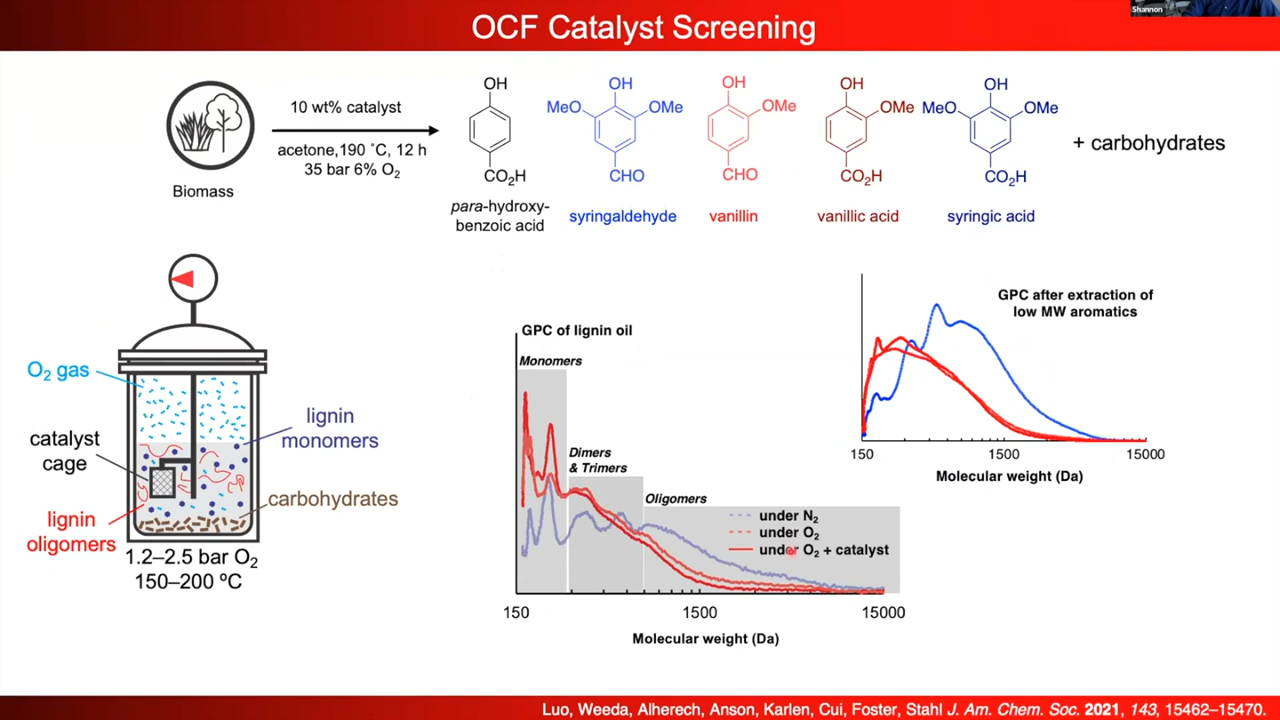 Shannon
OCF Catalyst Screening
10 wt% catalyst
acetone,190 ˚C, 12 h
35 bar 6% O₂
Biomass
OH
CO₂H
para-hydroxy-
benzoic acid
OH
MeO
OMe
CHO
syringaldehyde
OH
OMe
CHO
vanillin
OH
OMe
CO₂H
vanillic acid
OH
MeO
OMe
CO₂H
syringic acid
+ carbohydrates
O₂ gas
catalyst
cage
lignin
oligomers
lignin
monomers
carbohydrates
1.2–2.5 bar O₂
150–200 ºC
GPC of lignin oil
Monomers
Dimers
& Trimers
Oligomers
under N₂
under O₂
under O₂ + catalyst
150
1500
15000
Molecular weight (Da)
GPC after extraction of
low MW aromatics
150
1500
15000
Molecular weight (Da)
Luo, Weeda, Alherech, Anson, Karlen, Cui, Foster, Stahl J. Am. Chem. Soc. 2021, 143, 15462–15470.